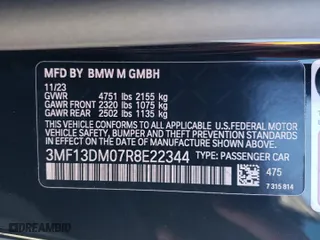 MFD BY BMW M GMBH
11/23
GVWR 4751 lbs 2155 kg
GAWR FRONT 2320 lbs 1075 kg
GAWR REAR 2502 lbs 1135 kg
THIS VEHICLE CONFORMS TO ALL APPLICABLE U.S. FEDERAL MOTOR
VEHICLE SAFETY, BUMPER, AND THEFT PREVENTION STANDARDS
IN EFFECT ON THE DATE OF MANUFACTURE SHOWN ABOVE.
3MF13DM07R8E22344 TYPE: PASSENGER CAR
475
7 315 814
DREAMBID